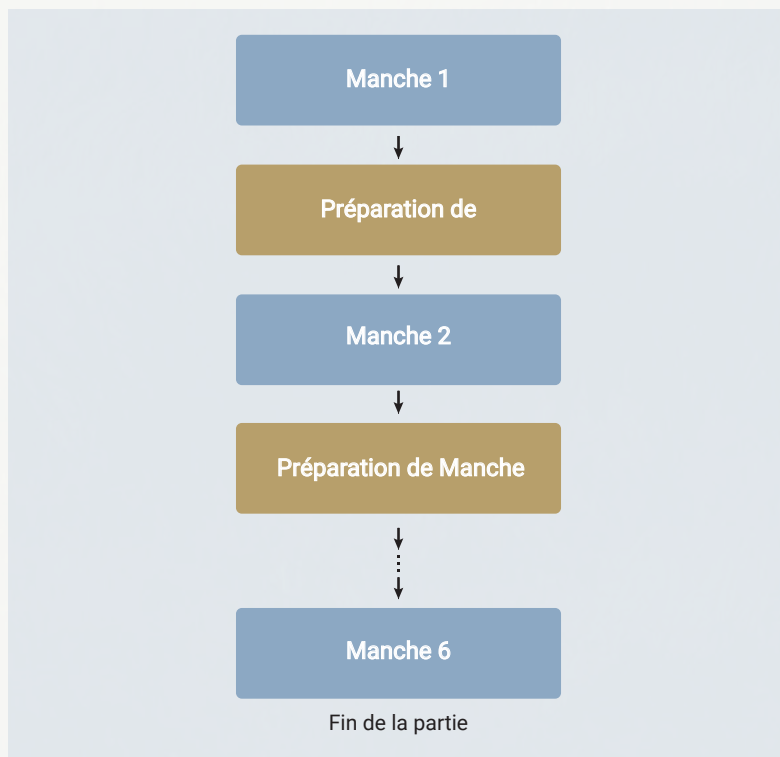 Manche 1
Préparation de
Manche 2
Préparation de Manche
Manche 6
Fin de la partie